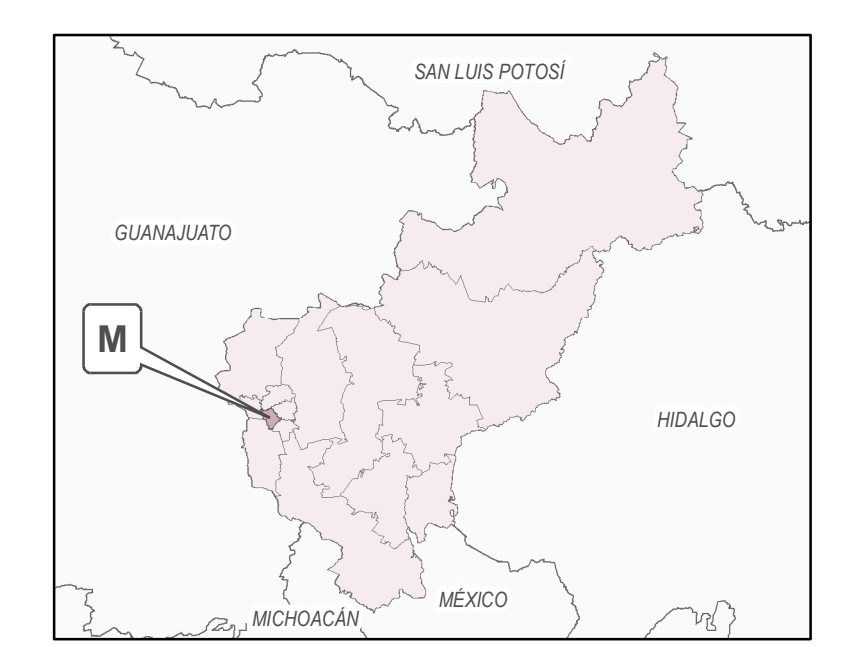 SAN LUIS POTOSÍ
GUANAJUATO
M
HIDALGO
MÉXICO
MICHOACÁN